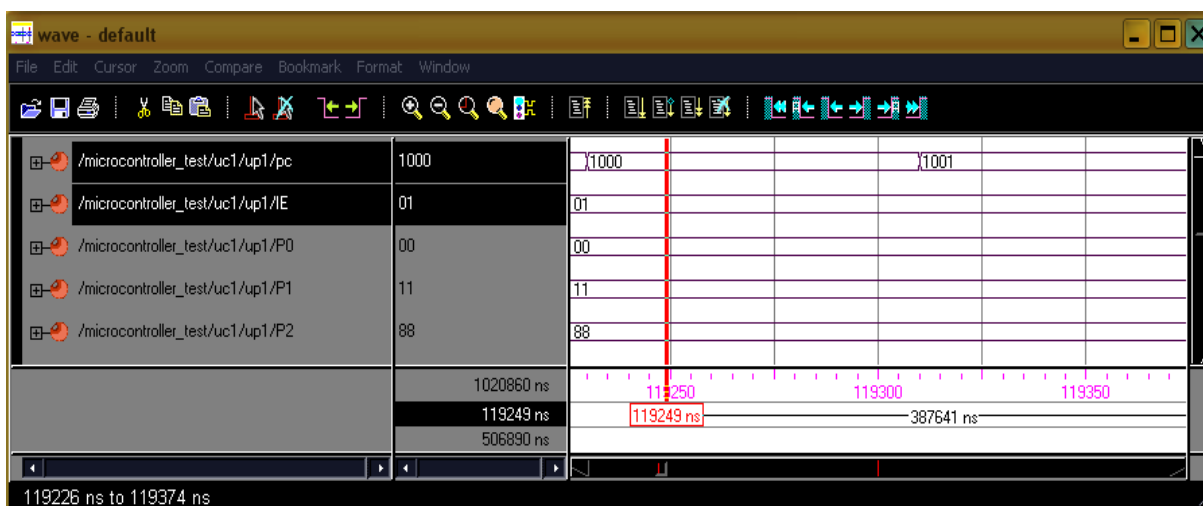 wave - default
File Edit Cursor Zoom Compare Bookmark Format Window
/microcontroller_test/uc1/up1/pc 1000 1000 1001
/microcontroller_test/uc1/up1/IE 01 01
/microcontroller_test/uc1/up1/P0 00 00
/microcontroller_test/uc1/up1/P1 11 11
/microcontroller_test/uc1/up1/P2 88 88
1020860 ns 119250 119300 119350
119249 ns 119249 ns 387641 ns
506890 ns
119226 ns to 119374 ns